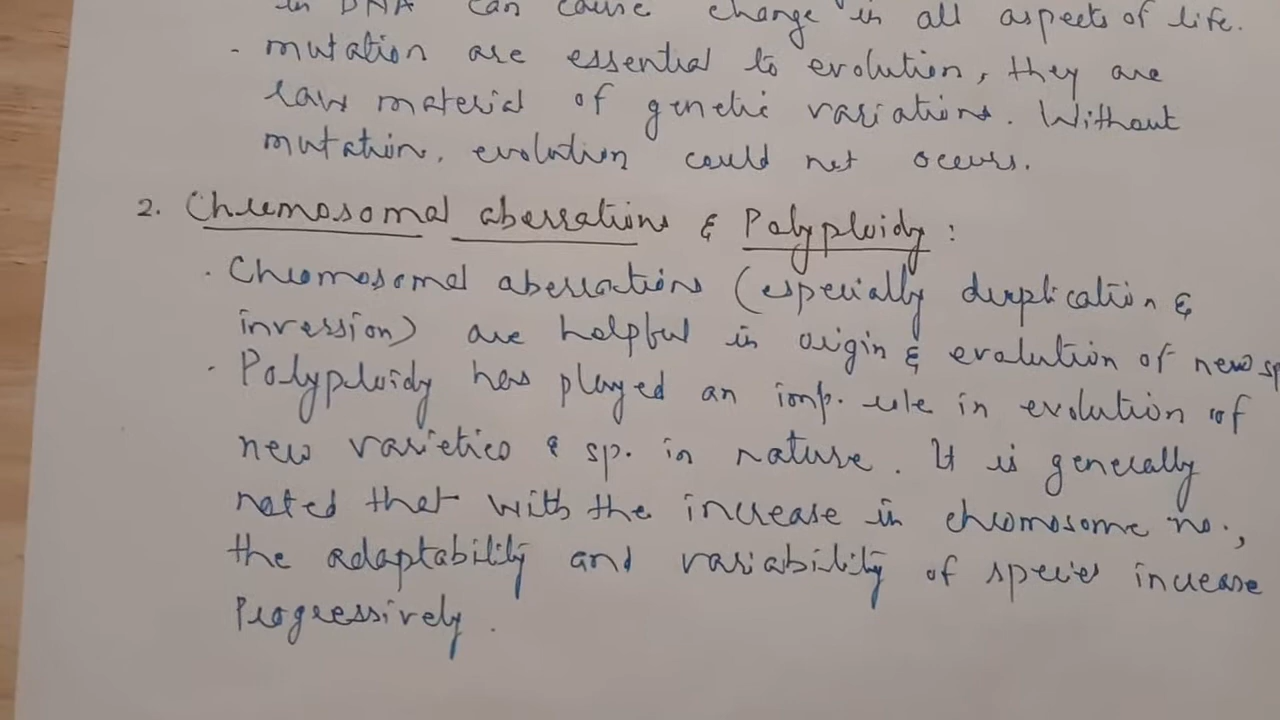 in DNA can cause change in all aspects of life.
- mutation are essential to evolution, they are
raw material of genetic variations. Without
mutation, evolution could not occurs.
2. Chromosomal aberrations & Polyploidy :
· Chromosomal aberrations (especially duplication &
inversion) are helpful in origin & evolution of new sp
· Polyploidy has played an imp. role in evolution of
new varieties & sp. in nature. It is generally
noted that with the increase in chromosome no.,
the adaptability and variability of species increase
Progressively.